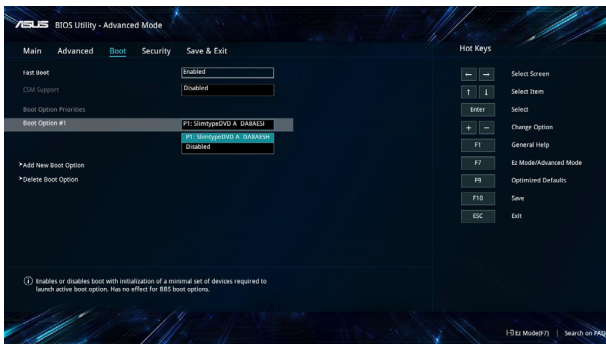 ASUS BIOS Utility - Advanced Mode
Main Advanced Boot Security Save & Exit
Hot Keys
Fast Boot Enabled
CSM Support Disabled
Boot Option Priorities
Boot Option #1 P1: SlimtypeDVD A DA8AESH
P1: SlimtypeDVD A DA8AESH
Disabled
>Add New Boot Option
>Delete Boot Option
← → Select Screen
↑ ↓ Select Item
Enter Select
+ - Change Option
F1 General Help
F7 Ez Mode/Advanced Mode
F9 Optimized Defaults
F10 Save
ESC Exit
Enables or disables boot with initialization of a minimal set of devices required to
launch active boot option. Has no effect for BBS boot options.
Ez Mode(F7) | Search on FAQ